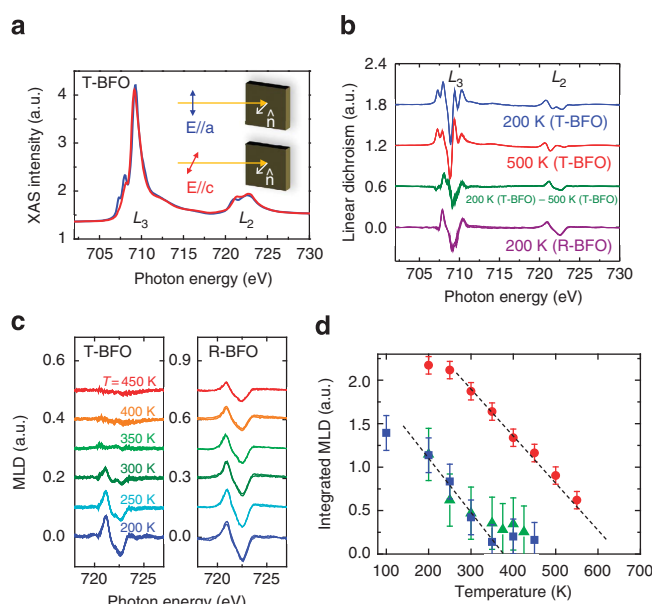 a
T-BFO
XAS intensity (a.u.)
4
3
2
1
E//a
n̂
E//c
n̂
L3
L2
705 710 715 720 725 730
Photon energy (eV)
b
Linear dichroism (a.u.)
2.4
1.8
1.2
0.6
0.0
L3
L2
200 K (T-BFO)
500 K (T-BFO)
200 K (T-BFO) – 500 K (T-BFO)
200 K (R-BFO)
705 710 715 720 725 730
Photon energy (eV)
c
T-BFO
R-BFO
MLD (a.u.)
0.6
0.4
0.2
0.0
0.9
0.6
0.3
0.0
T = 450 K
400 K
350 K
300 K
250 K
200 K
720 725
720 725
Photon energy (eV)
d
Integrated MLD (a.u.)
2.0
1.5
1.0
0.5
0.0
100 200 300 400 500 600 700
Temperature (K)